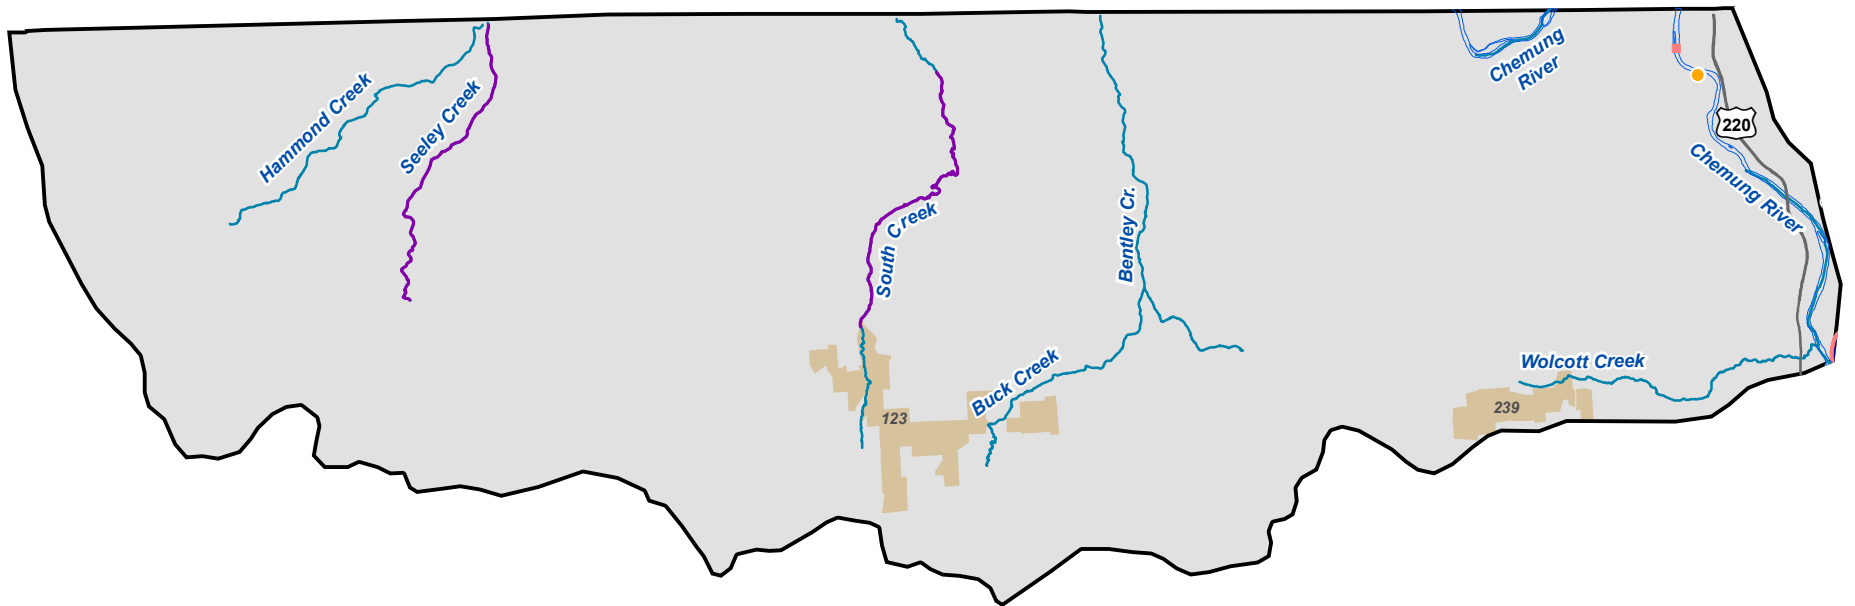 Hammond Creek
Seeley Creek
South Creek
Bentley Cr.
Buck Creek
Chemung
River
220
Chemung River
Wolcott Creek
123
239